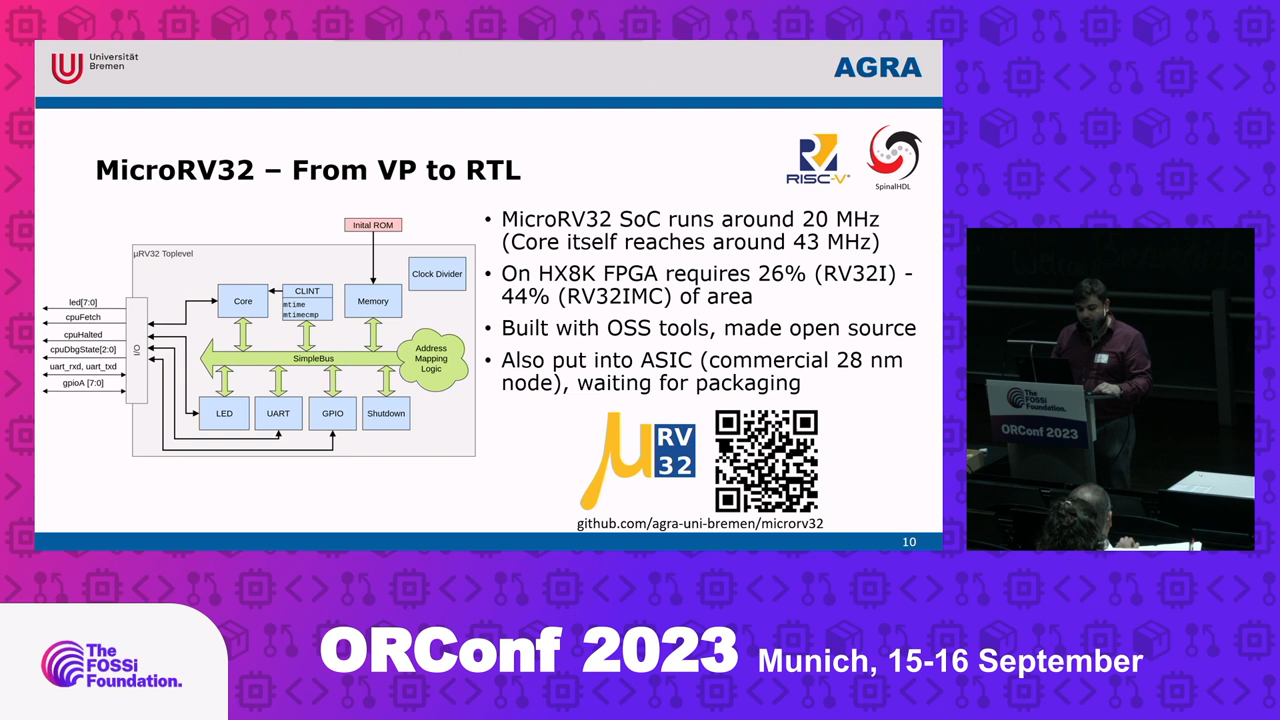 Universität
Bremen
AGRA
MicroRV32 – From VP to RTL
RISC-V®
SpinalHDL
Inital ROM
µRV32 Toplevel
Clock Divider
Core
CLINT
mtime
mtimecmp
Memory
led[7:0]
cpuFetch
cpuHalted
cpuDbgState[2:0]
uart_rxd, uart_txd
gpioA [7:0]
I/O
SimpleBus
Address
Mapping
Logic
LED
UART
GPIO
Shutdown
• MicroRV32 SoC runs around 20 MHz
(Core itself reaches around 43 MHz)
• On HX8K FPGA requires 26% (RV32I) -
44% (RV32IMC) of area
• Built with OSS tools, made open source
• Also put into ASIC (commercial 28 nm
node), waiting for packaging
µ RV
32
github.com/agra-uni-bremen/microrv32
10
The
FOSSi
Foundation.
ORConf 2023
The
FOSSi
Foundation.
ORConf 2023 Munich, 15-16 September